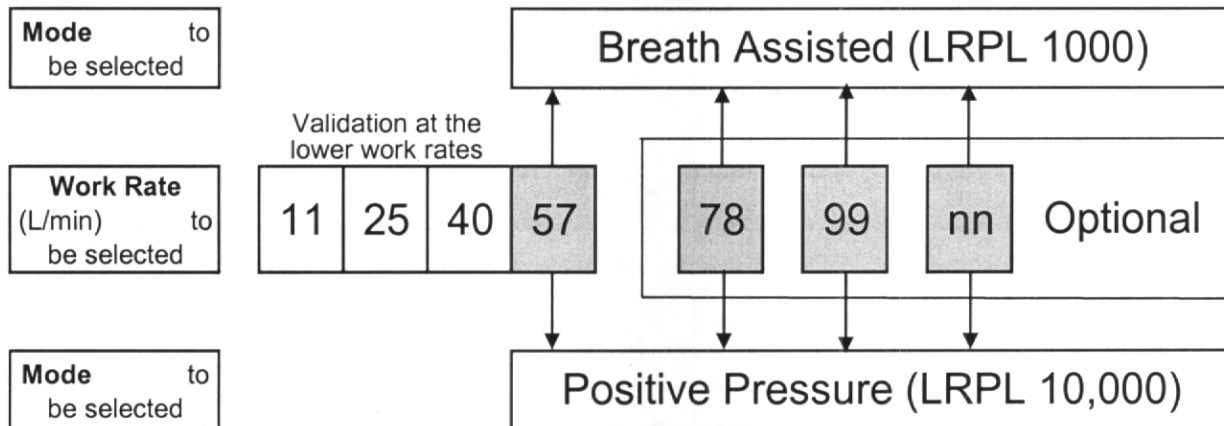 Mode to
be selected
Breath Assisted (LRPL 1000)
Validation at the
lower work rates
Work Rate
(L/min) to
be selected
11 25 40 57 78 99 nn Optional
Mode to
be selected
Positive Pressure (LRPL 10,000)